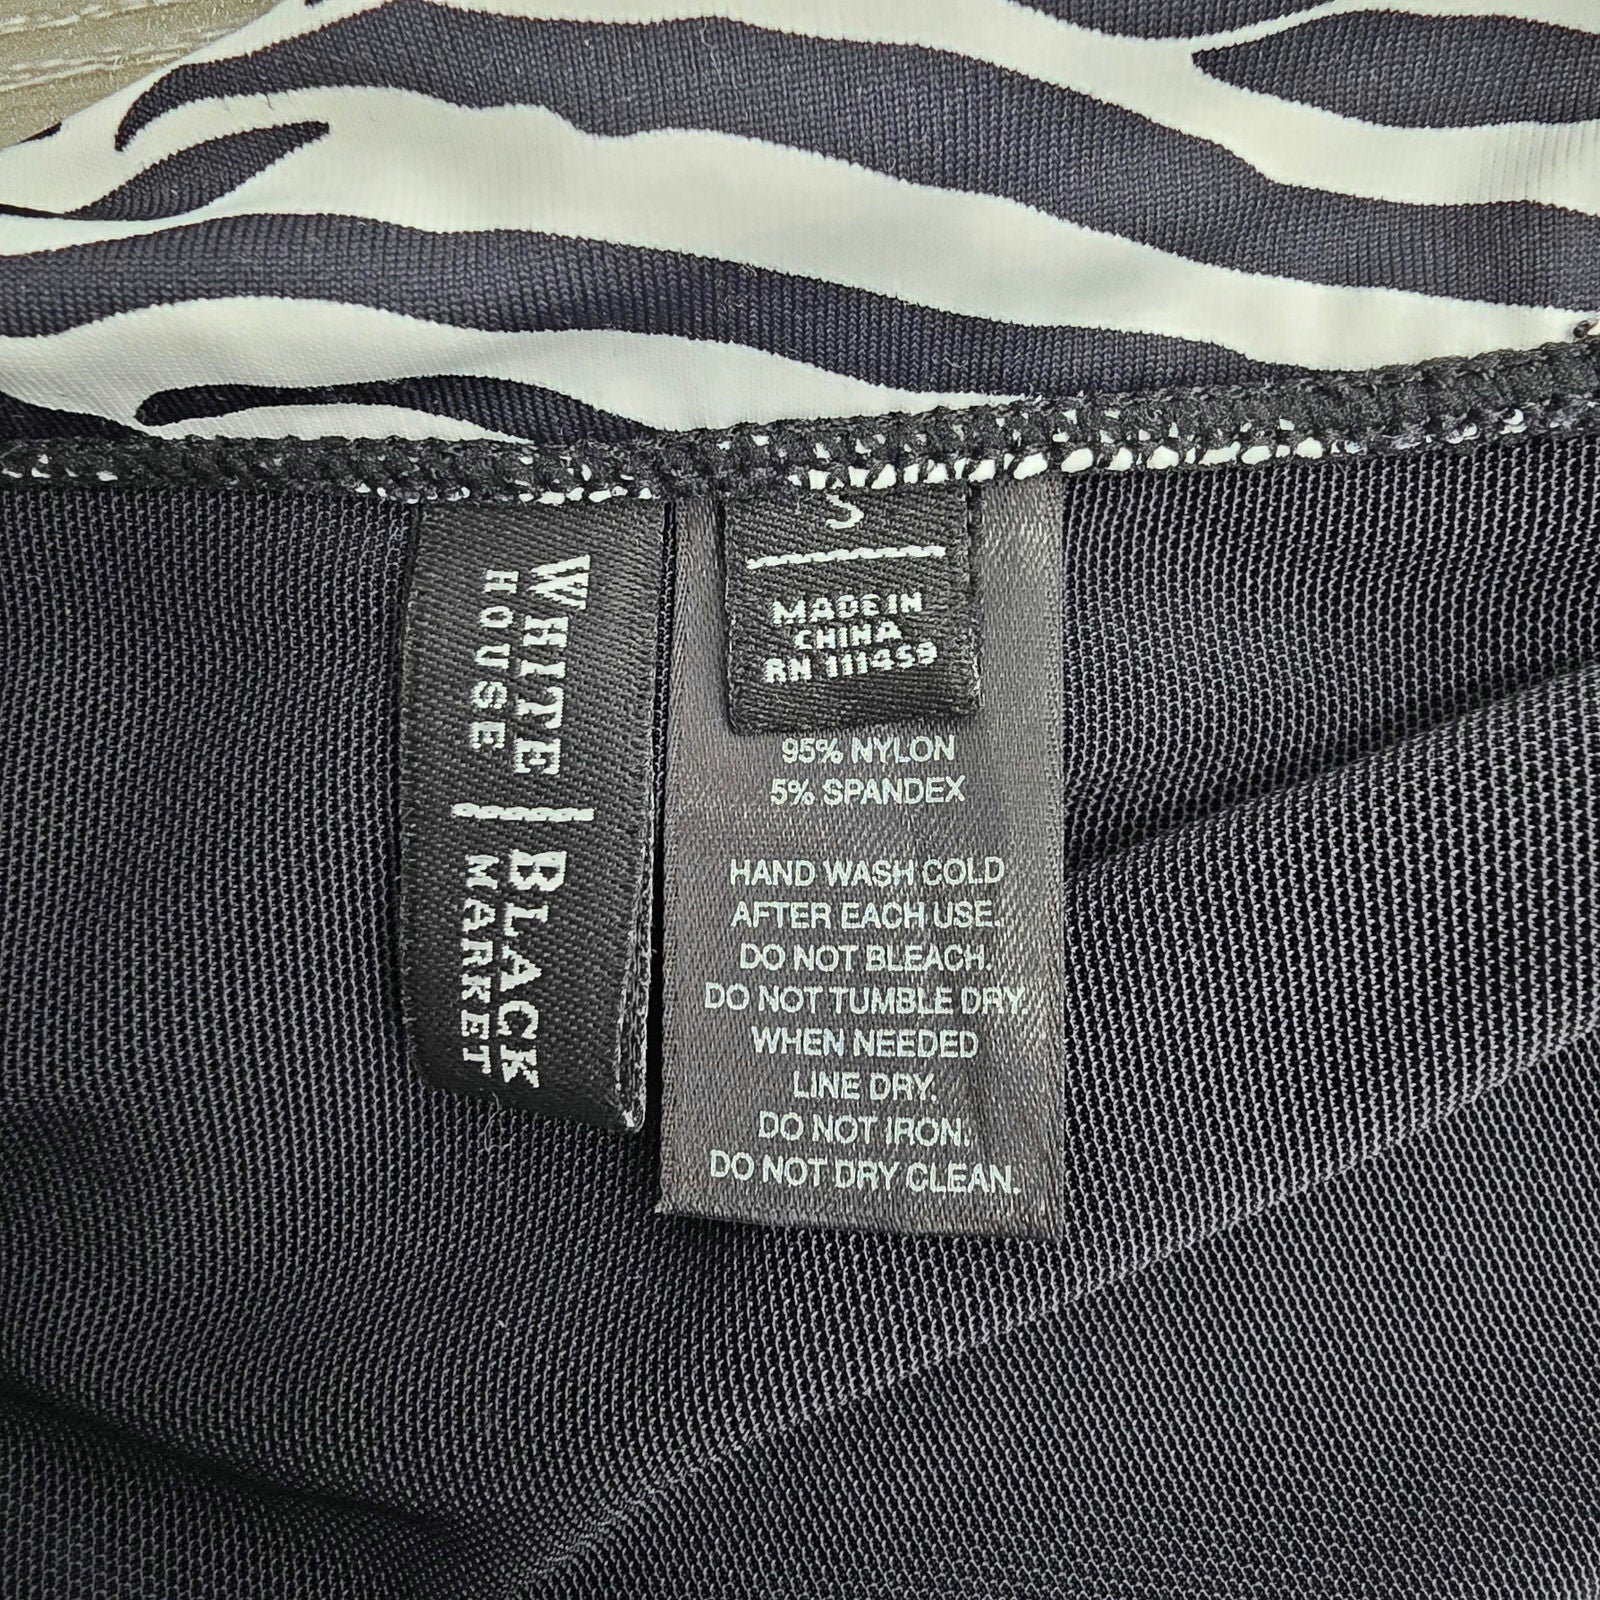 WHITE | BLACK
HOUSE | MARKET
S
MADE IN
CHINA
RN 111459
95% NYLON
5% SPANDEX
HAND WASH COLD
AFTER EACH USE.
DO NOT BLEACH.
DO NOT TUMBLE DRY.
WHEN NEEDED
LINE DRY.
DO NOT IRON.
DO NOT DRY CLEAN.